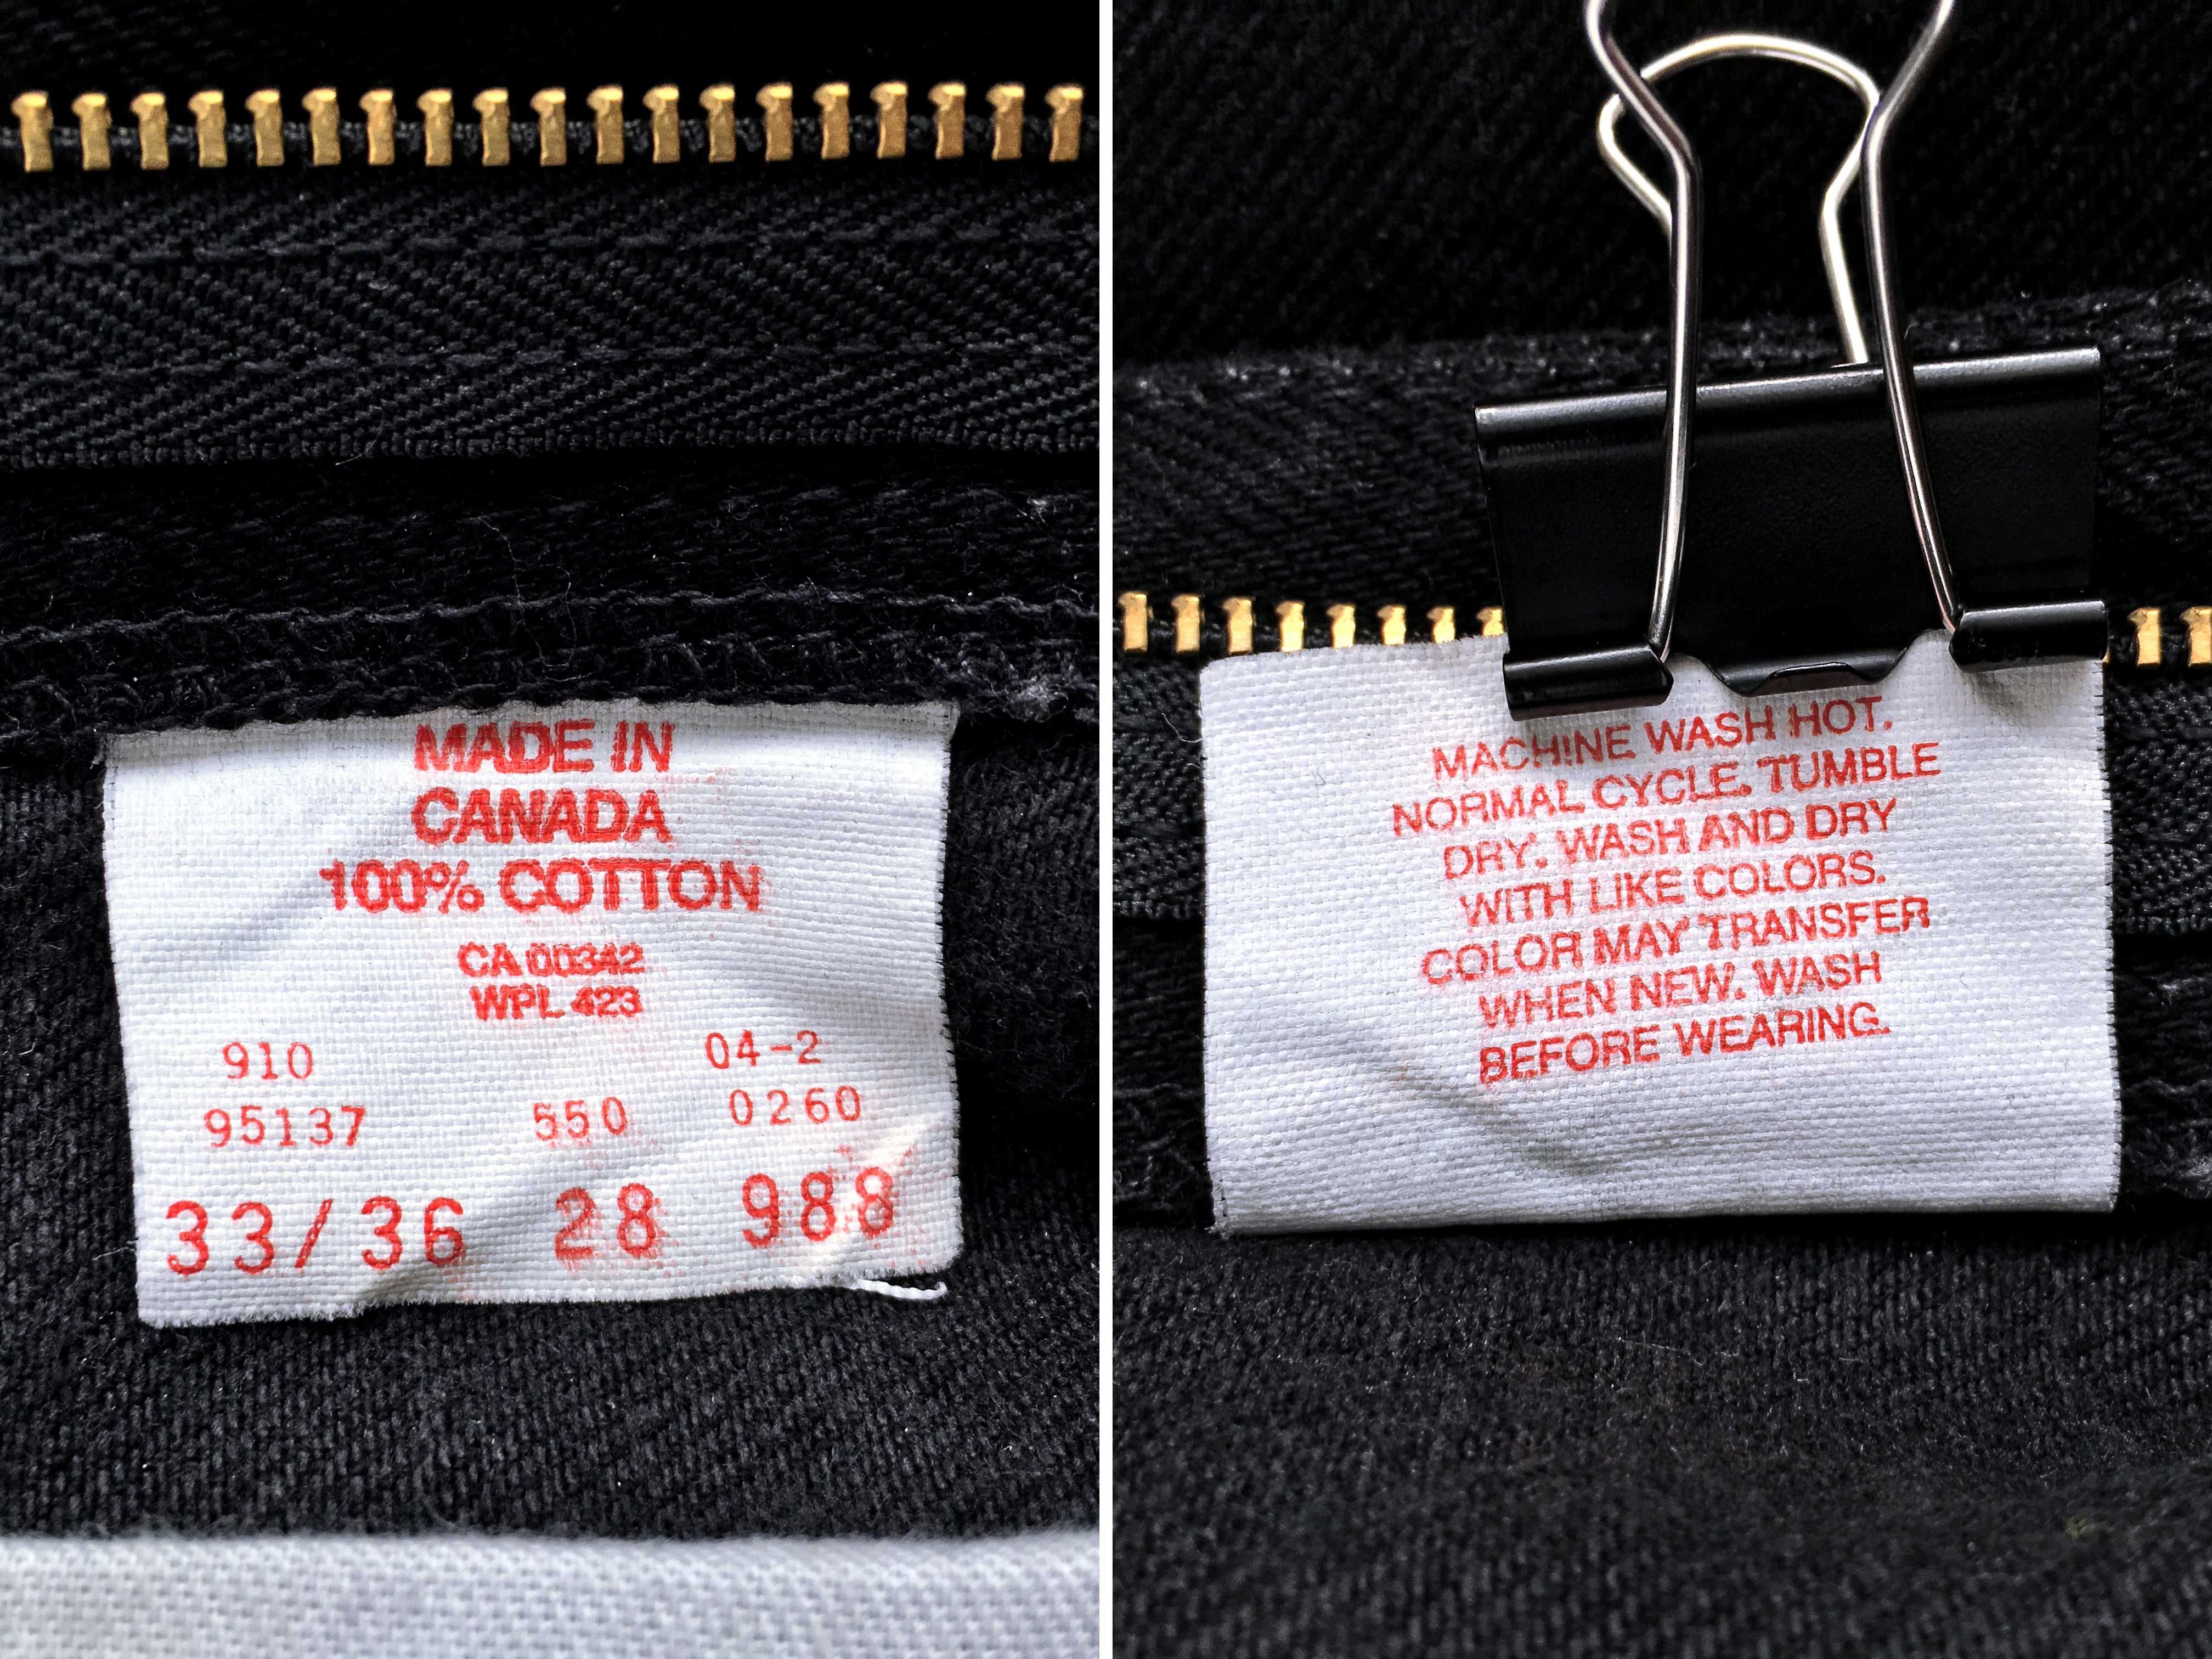 MADE IN
CANADA
100% COTTON
CA 00342
WPL 423
910 04-2
95137 550 0260
33/36 28 988
MACHINE WASH HOT.
NORMAL CYCLE. TUMBLE
DRY. WASH AND DRY
WITH LIKE COLORS.
COLOR MAY TRANSFER
WHEN NEW. WASH
BEFORE WEARING.